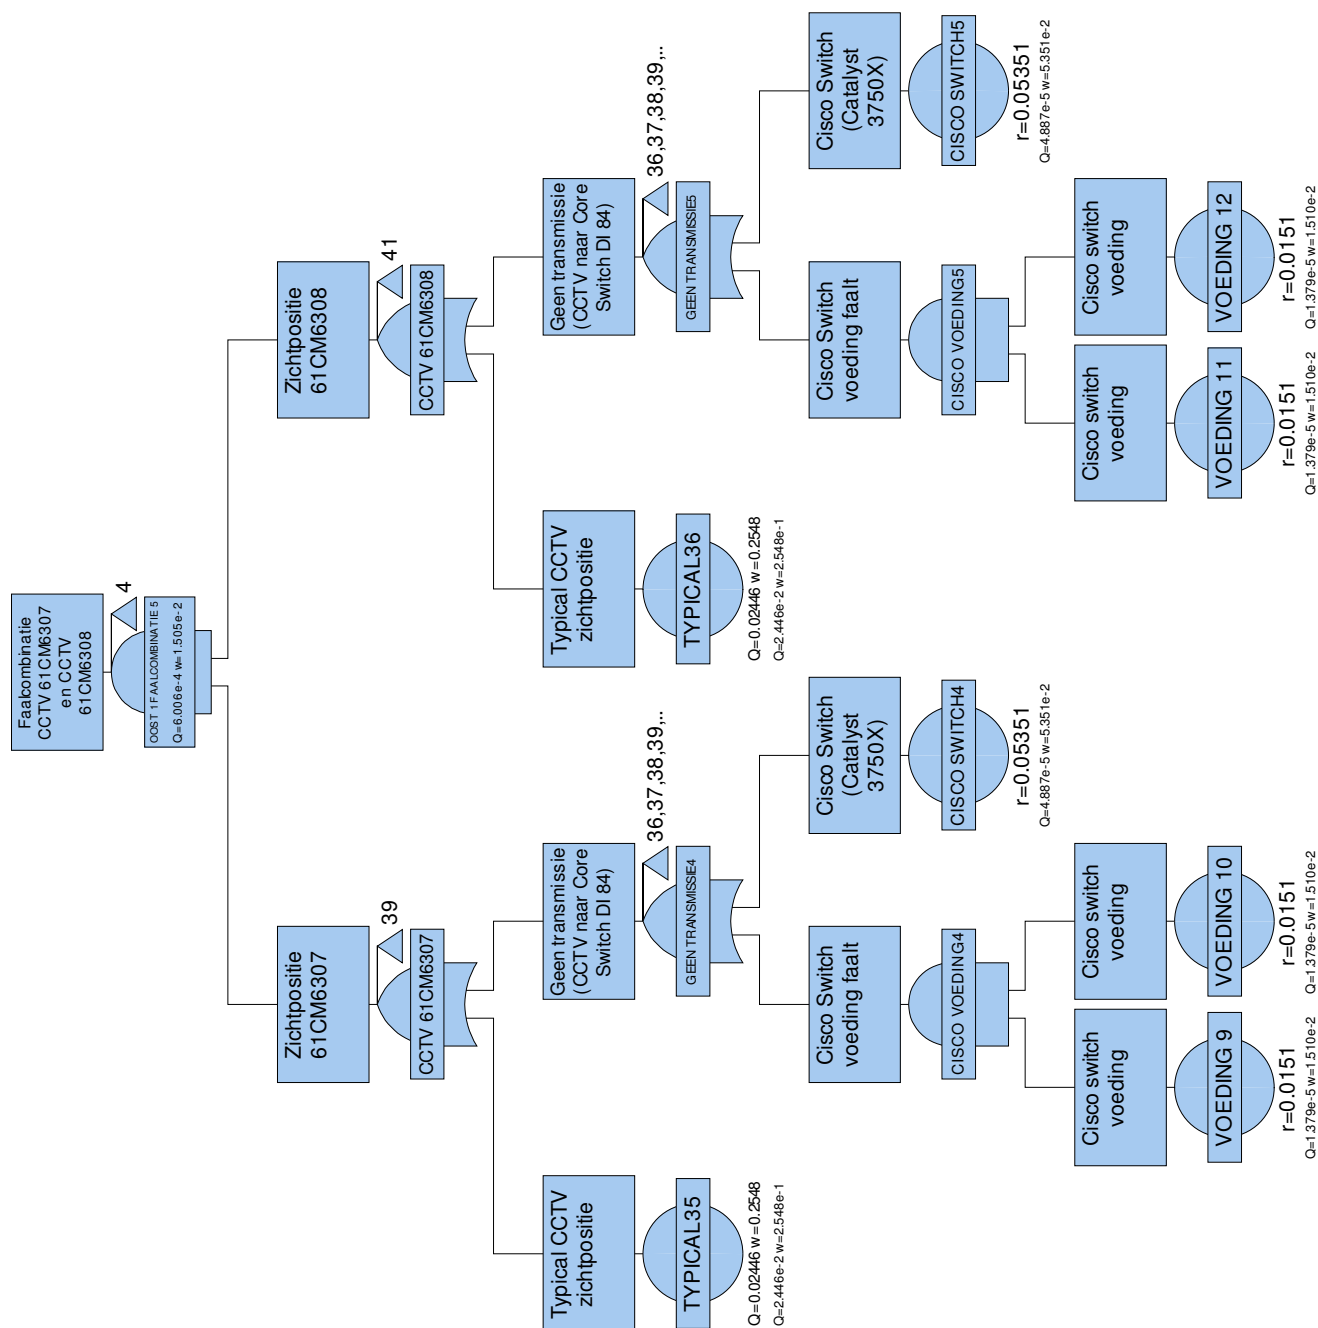 Faalcombinatie
CCTV 61CM6307
en CCTV
61CM6308
4
OOST 1 FAALCOMBINATIE 5
Q=6.006e-4 w=1.505e-2
Zichtpositie
61CM6307
39
CCTV 61CM6307
Zichtpositie
61CM6308
41
CCTV 61CM6308
Typical CCTV
zichtpositie
TYPICAL35
Q=0.02446 w=0.2548
Q=2.446e-2 w=2.548e-1
Geen transmissie
(CCTV naar Core
Switch DI 84)
36,37,38,39,..
GEEN TRANSMISSIE4
Typical CCTV
zichtpositie
TYPICAL36
Q=0.02446 w=0.2548
Q=2.446e-2 w=2.548e-1
Geen transmissie
(CCTV naar Core
Switch DI 84)
36,37,38,39,..
GEEN TRANSMISSIE5
Cisco Switch
voeding faalt
CISCO VOEDING4
Cisco Switch
(Catalyst
3750X)
CISCO SWITCH4
r=0.05351
Q=4.887e-5 w=5.351e-2
Cisco Switch
voeding faalt
CISCO VOEDING5
Cisco Switch
(Catalyst
3750X)
CISCO SWITCH5
r=0.05351
Q=4.887e-5 w=5.351e-2
Cisco switch
voeding
VOEDING 9
r=0.0151
Q=1.379e-5 w=1.510e-2
Cisco switch
voeding
VOEDING 10
r=0.0151
Q=1.379e-5 w=1.510e-2
Cisco switch
voeding
VOEDING 11
r=0.0151
Q=1.379e-5 w=1.510e-2
Cisco switch
voeding
VOEDING 12
r=0.0151
Q=1.379e-5 w=1.510e-2